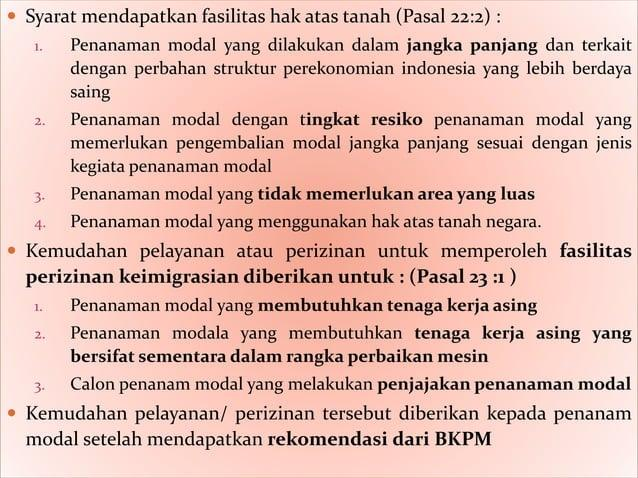 • Syarat mendapatkan fasilitas hak atas tanah (Pasal 22:2) :
1. Penanaman modal yang dilakukan dalam jangka panjang dan terkait
dengan perbahan struktur perekonomian indonesia yang lebih berdaya
saing
2. Penanaman modal dengan tingkat resiko penanaman modal yang
memerlukan pengembalian modal jangka panjang sesuai dengan jenis
kegiata penanaman modal
3. Penanaman modal yang tidak memerlukan area yang luas
4. Penanaman modal yang menggunakan hak atas tanah negara.
• Kemudahan pelayanan atau perizinan untuk memperoleh fasilitas
perizinan keimigrasian diberikan untuk : (Pasal 23 :1 )
1. Penanaman modal yang membutuhkan tenaga kerja asing
2. Penanaman modala yang membutuhkan tenaga kerja asing yang
bersifat sementara dalam rangka perbaikan mesin
3. Calon penanam modal yang melakukan penjajakan penanaman modal
• Kemudahan pelayanan/ perizinan tersebut diberikan kepada penanam
modal setelah mendapatkan rekomendasi dari BKPM